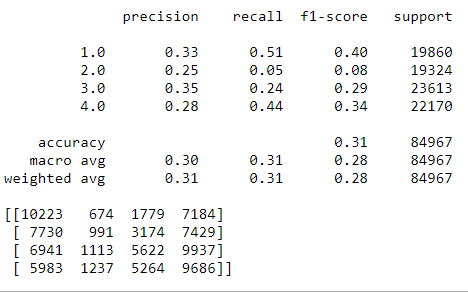 precision recall f1-score support
1.0 0.33 0.51 0.40 19860
2.0 0.25 0.05 0.08 19324
3.0 0.35 0.24 0.29 23613
4.0 0.28 0.44 0.34 22170
accuracy 0.31 84967
macro avg 0.30 0.31 0.28 84967
weighted avg 0.31 0.31 0.28 84967
[[10223 674 1779 7184]
[ 7730 991 3174 7429]
[ 6941 1113 5622 9937]
[ 5983 1237 5264 9686]]